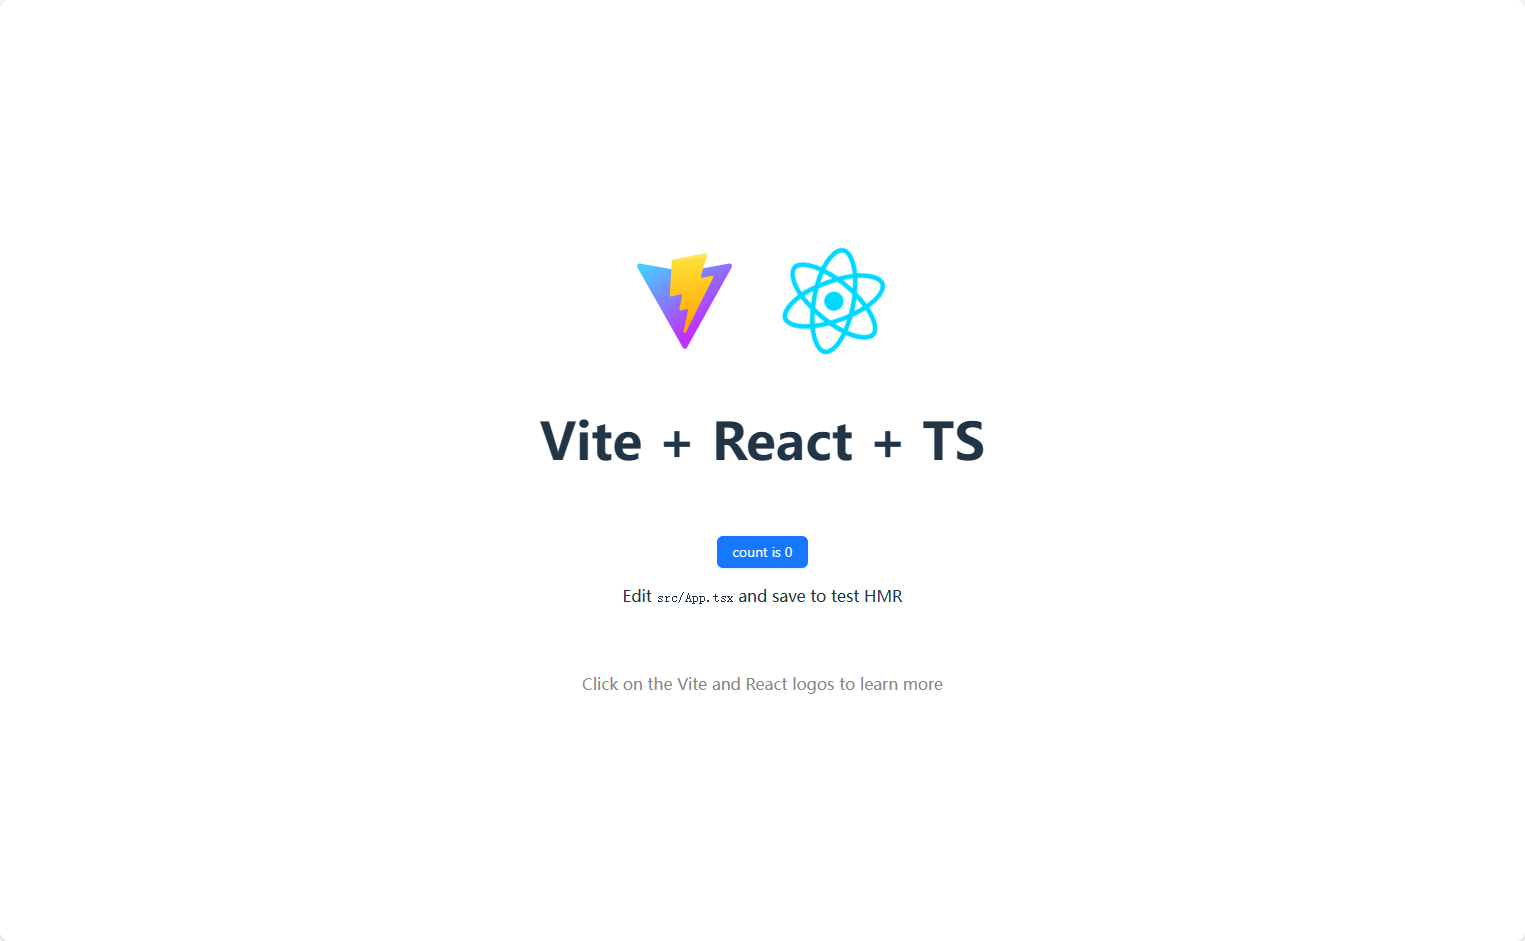 Vite + React + TS
count is 0
Edit src/App.tsx and save to test HMR
Click on the Vite and React logos to learn more